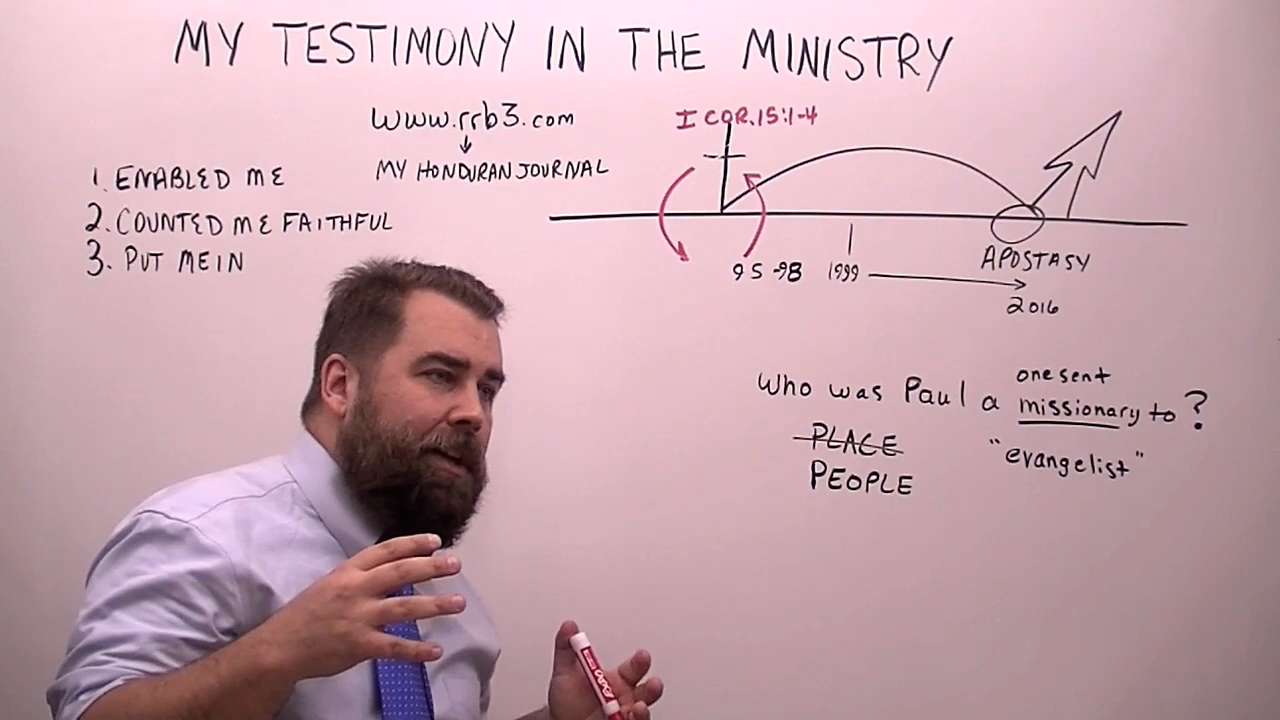 MY TESTIMONY IN THE MINISTRY
www.rrb3.com
MY HONDURAN JOURNAL
1. ENABLED ME
2. COUNTED ME FAITHFUL
3. PUT ME IN
I COR. 15:1-4
95-98
1999
2016
APOSTASY
Who was Paul a missionary to?
one sent
PLACE
PEOPLE
"evangelist"
EXPO